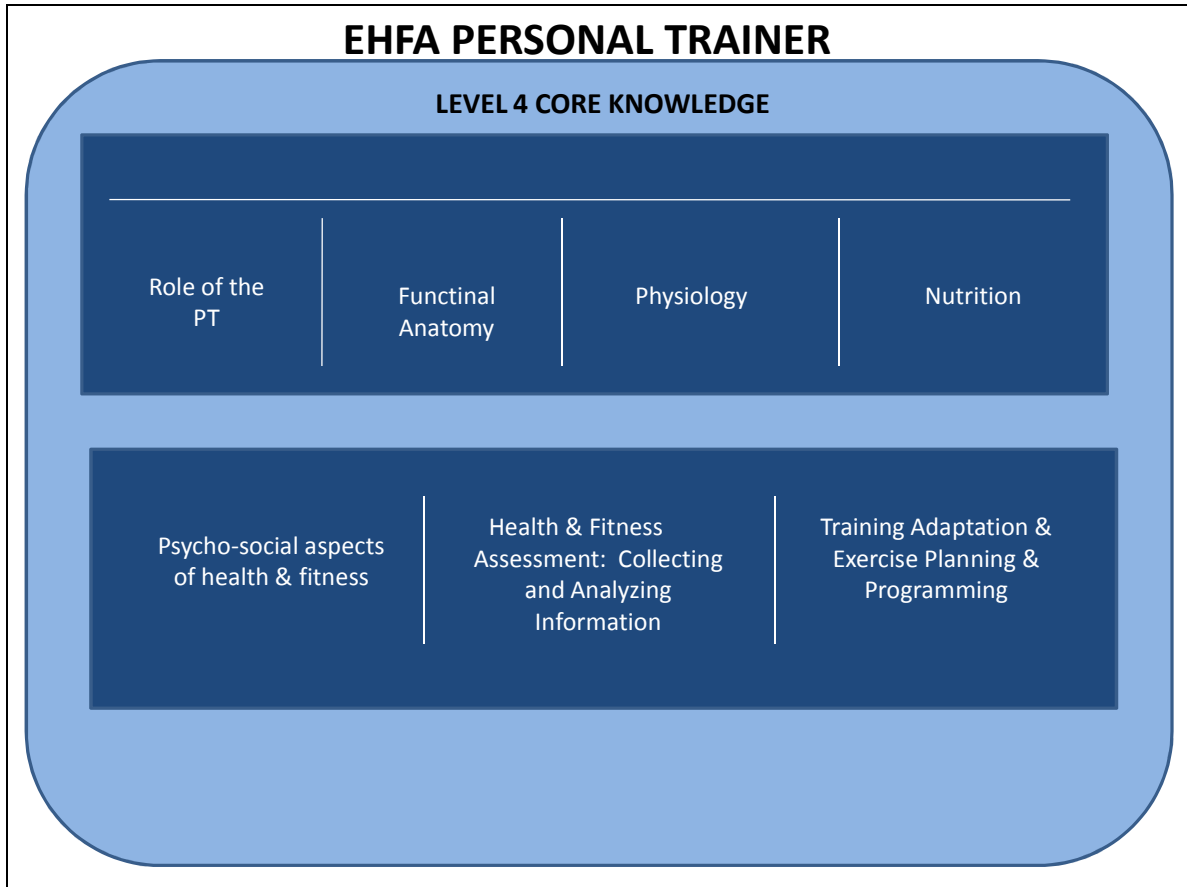 EHFA PERSONAL TRAINER
LEVEL 4 CORE KNOWLEDGE
Role of the
PT
Functinal
Anatomy
Physiology
Nutrition
Psycho-social aspects
of health & fitness
Health & Fitness
Assessment:  Collecting
and Analyzing
Information
Training Adaptation &
Exercise Planning &
Programming